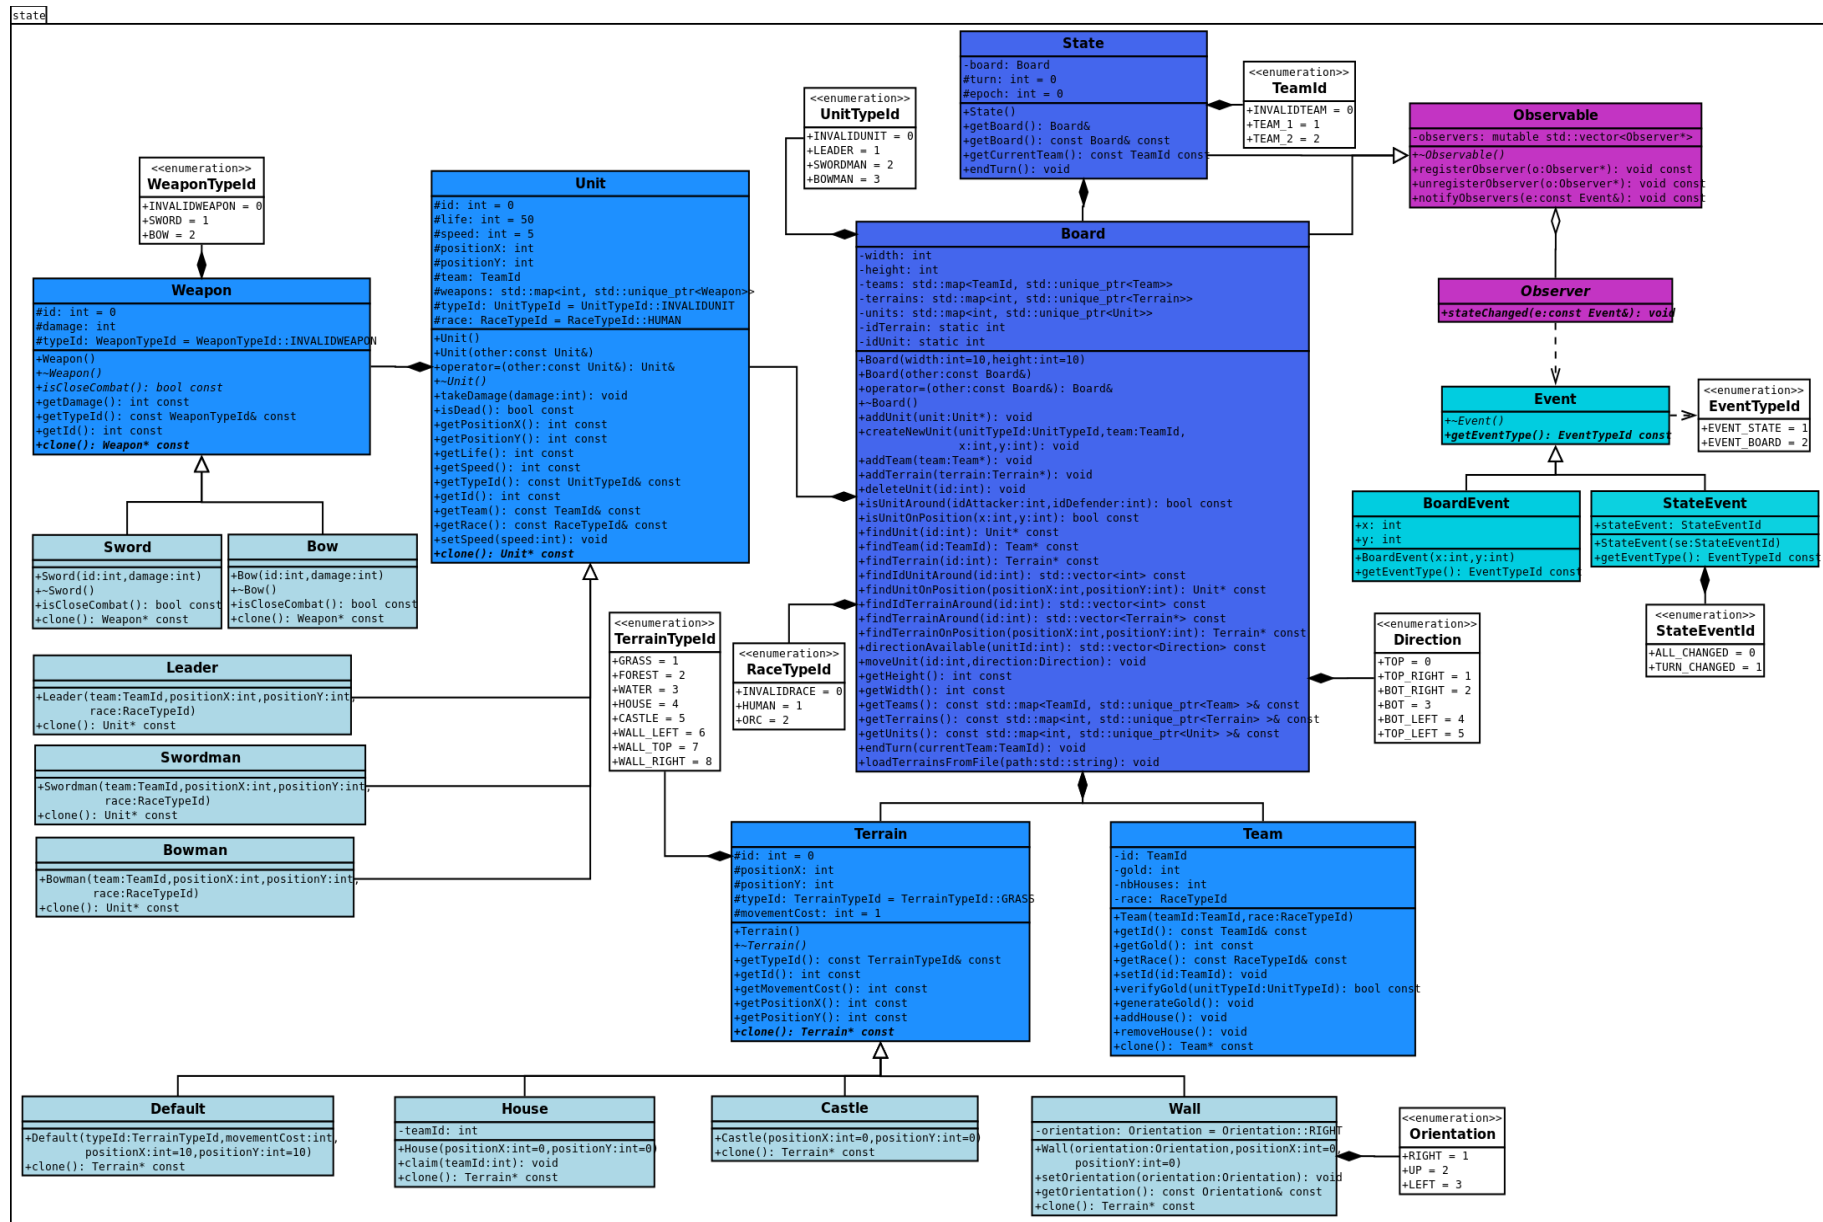 state
State
-board: Board
#turn: int = 0
#epoch: int = 0
+State()
+getBoard(): Board&
+getBoard(): const Board& const
+getCurrentTeam(): const TeamId const
+endTurn(): void
<<enumeration>>
TeamId
+INVALIDTEAM = 0
+TEAM_1 = 1
+TEAM_2 = 2
<<enumeration>>
UnitTypeId
+INVALIDUNIT = 0
+LEADER = 1
+SWORDMAN = 2
+BOWMAN = 3
Observable
-observers: mutable std::vector<Observer*>
+~Observable()
+registerObserver(o:Observer*): void const
+unregisterObserver(o:Observer*): void const
+notifyObservers(e:const Event&): void const
<<enumeration>>
WeaponTypeId
+INVALIDWEAPON = 0
+SWORD = 1
+BOW = 2
Unit
#id: int = 0
#life: int = 50
#speed: int = 5
#positionX: int
#positionY: int
#team: TeamId
#weapons: std::map<int, std::unique_ptr<Weapon>>
#typeId: UnitTypeId = UnitTypeId::INVALIDUNIT
#race: RaceTypeId = RaceTypeId::HUMAN
+Unit()
+Unit(other:const Unit&)
+operator=(other:const Unit&): Unit&
+~Unit()
+takeDamage(damage:int): void
+isDead(): bool const
+getPositionX(): int const
+getPositionY(): int const
+getLife(): int const
+getSpeed(): int const
+getTypeId(): const UnitTypeId& const
+getId(): int const
+getTeam(): const TeamId& const
+getRace(): const RaceTypeId& const
+setSpeed(speed:int): void
+clone(): Unit* const
Weapon
#id: int = 0
#damage: int
#typeId: WeaponTypeId = WeaponTypeId::INVALIDWEAPON
+Weapon()
+~Weapon()
+isCloseCombat(): bool const
+getDamage(): int const
+getTypeId(): const WeaponTypeId& const
+getId(): int const
+clone(): Weapon* const
Board
-width: int
-height: int
-teams: std::map<TeamId, std::unique_ptr<Team>>
-terrains: std::map<int, std::unique_ptr<Terrain>>
-units: std::map<int, std::unique_ptr<Unit>>
-idTerrain: static int
-idUnit: static int
+Board(width:int=10,height:int=10)
+Board(other:const Board&)
+operator=(other:const Board&): Board&
+~Board()
+addUnit(unit:Unit*): void
+createNewUnit(unitTypeId:UnitTypeId,team:TeamId,
x:int,y:int): void
+addTeam(team:Team*): void
+addTerrain(terrain:Terrain*): void
+deleteUnit(id:int): void
+isUnitAround(idAttacker:int,idDefender:int): bool const
+isUnitOnPosition(x:int,y:int): bool const
+findUnit(id:int): Unit* const
+findTeam(id:TeamId): Team* const
+findTerrain(id:int): Terrain* const
+findIdUnitAround(id:int): std::vector<int> const
+findUnitOnPosition(positionX:int,positionY:int): Unit* const
+findIdTerrainAround(id:int): std::vector<int> const
+findTerrainAround(id:int): std::vector<Terrain*> const
+findTerrainOnPosition(positionX:int,positionY:int): Terrain* const
+directionAvailable(unitId:int): std::vector<Direction> const
+moveUnit(id:int,direction:Direction): void
+getHeight(): int const
+getWidth(): int const
+getTeams(): const std::map<TeamId, std::unique_ptr<Team> >& const
+getTerrains(): const std::map<int, std::unique_ptr<Terrain> >& const
+getUnits(): const std::map<int, std::unique_ptr<Unit> >& const
+endTurn(currentTeam:TeamId): void
+loadTerrainsFromFile(path:std::string): void
Observer
+stateChanged(e:const Event&): void
Event
+~Event()
+getEventType(): EventTypeId const
<<enumeration>>
EventTypeId
+EVENT_STATE = 1
+EVENT_BOARD = 2
BoardEvent
+x: int
+y: int
+BoardEvent(x:int,y:int)
+getEventType(): EventTypeId const
StateEvent
+stateEvent: StateEventId
+StateEvent(se:StateEventId)
+getEventType(): EventTypeId const
<<enumeration>>
StateEventId
+ALL_CHANGED = 0
+TURN_CHANGED = 1
Sword
+Sword(id:int,damage:int)
+~Sword()
+isCloseCombat(): bool const
+clone(): Weapon* const
Bow
+Bow(id:int,damage:int)
+~Bow()
+isCloseCombat(): bool const
+clone(): Weapon* const
<<enumeration>>
TerrainTypeId
+GRASS = 1
+FOREST = 2
+WATER = 3
+HOUSE = 4
+CASTLE = 5
+WALL_LEFT = 6
+WALL_TOP = 7
+WALL_RIGHT = 8
<<enumeration>>
RaceTypeId
+INVALIDRACE = 0
+HUMAN = 1
+ORC = 2
<<enumeration>>
Direction
+TOP = 0
+TOP_RIGHT = 1
+BOT_RIGHT = 2
+BOT = 3
+BOT_LEFT = 4
+TOP_LEFT = 5
Leader
+Leader(team:TeamId,positionX:int,positionY:int,
race:RaceTypeId)
+clone(): Unit* const
Swordman
+Swordman(team:TeamId,positionX:int,positionY:int,
race:RaceTypeId)
+clone(): Unit* const
Bowman
+Bowman(team:TeamId,positionX:int,positionY:int,
race:RaceTypeId)
+clone(): Unit* const
Terrain
#id: int = 0
#positionX: int
#positionY: int
#typeId: TerrainTypeId = TerrainTypeId::GRASS
#movementCost: int = 1
+Terrain()
+~Terrain()
+getTypeId(): const TerrainTypeId& const
+getId(): int const
+getMovementCost(): int const
+getPositionX(): int const
+getPositionY(): int const
+clone(): Terrain* const
Team
-id: TeamId
-gold: int
-nbHouses: int
-race: RaceTypeId
+Team(teamId:TeamId,race:RaceTypeId)
+getId(): const TeamId& const
+getGold(): int const
+getRace(): const RaceTypeId& const
+setId(id:TeamId): void
+verifyGold(unitTypeId:UnitTypeId): bool const
+generateGold(): void
+addHouse(): void
+removeHouse(): void
+clone(): Team* const
Default
+Default(typeId:TerrainTypeId,movementCost:int,
positionX:int=10,positionY:int=10)
+clone(): Terrain* const
House
-teamId: int
+House(positionX:int=0,positionY:int=0)
+claim(teamId:int): void
+clone(): Terrain* const
Castle
+Castle(positionX:int=0,positionY:int=0)
+clone(): Terrain* const
Wall
-orientation: Orientation = Orientation::RIGHT
+Wall(orientation:Orientation,positionX:int=0,
positionY:int=0)
+setOrientation(orientation:Orientation): void
+getOrientation(): const Orientation& const
+clone(): Terrain* const
<<enumeration>>
Orientation
+RIGHT = 1
+UP = 2
+LEFT = 3